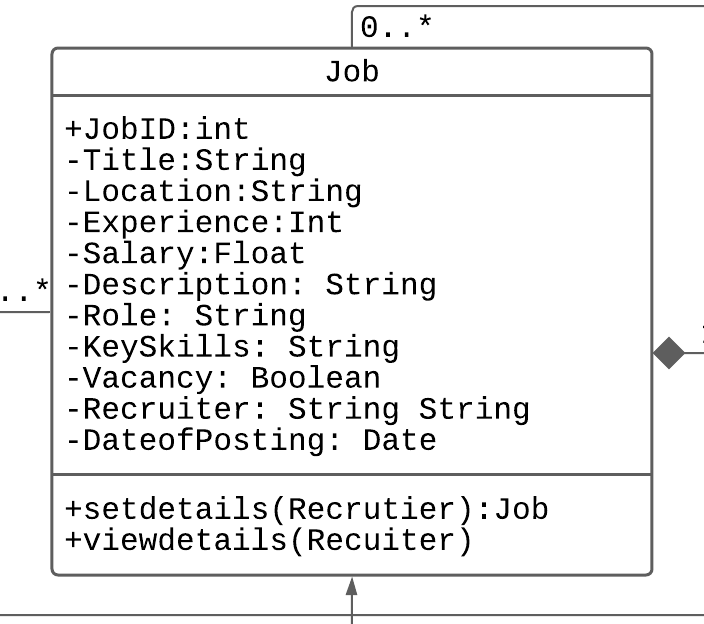 0..*
Job
+JobID:int
-Title:String
-Location:String
-Experience:Int
-Salary:Float
-Description: String
..*
-Role: String
-KeySkills: String
-Vacancy: Boolean
-Recruiter: String String
-DateofPosting: Date
+setdetails(Recrutier):Job
+viewdetails(Recuiter)